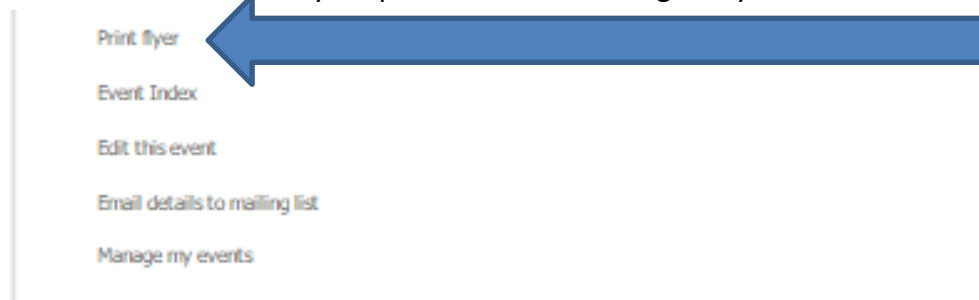 Print flyer
Event Index
Edit this event
Email details to mailing list
Manage my events